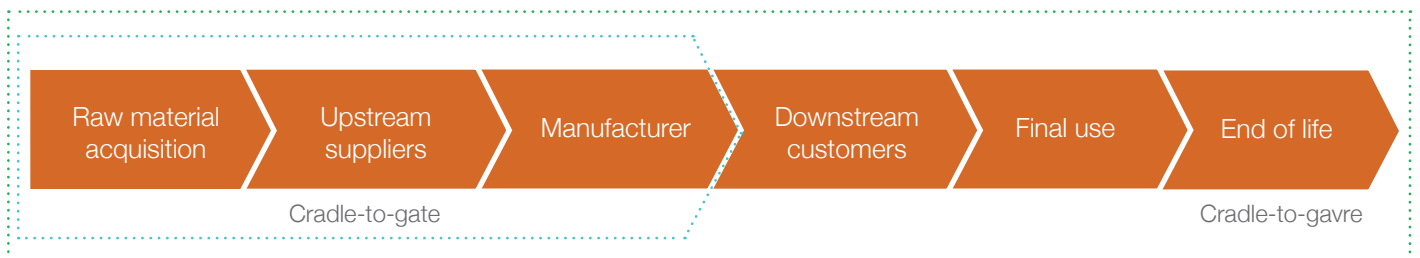 Raw material
acquisition
Upstream
suppliers
Manufacturer
Downstream
customers
Final use
End of life
Cradle-to-gate
Cradle-to-gavre